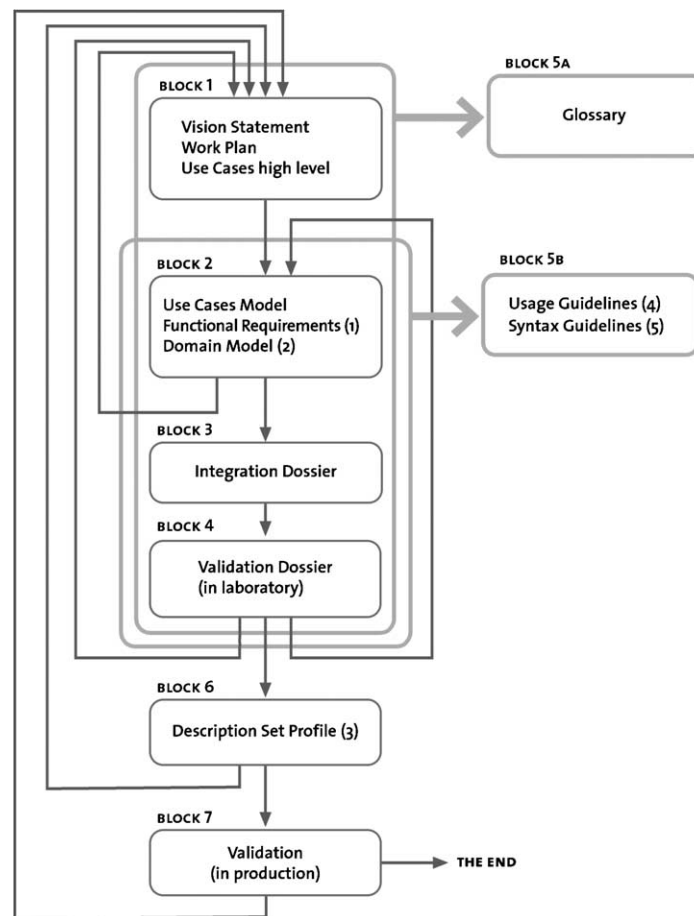 BLOCK 1
Vision Statement
Work Plan
Use Cases high level
BLOCK 5A
Glossary
BLOCK 2
Use Cases Model
Functional Requirements (1)
Domain Model (2)
BLOCK 5B
Usage Guidelines (4)
Syntax Guidelines (5)
BLOCK 3
Integration Dossier
BLOCK 4
Validation Dossier
(in laboratory)
BLOCK 6
Description Set Profile (3)
BLOCK 7
Validation
(in production)
THE END